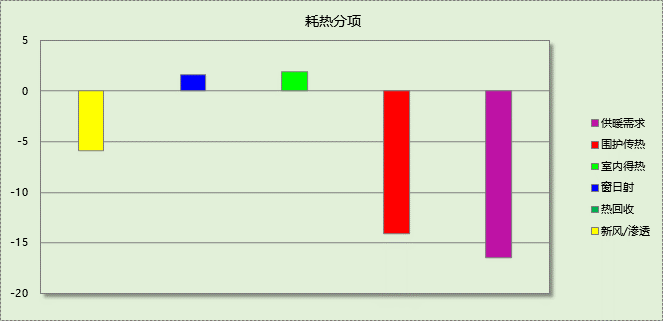 耗热分项
5
0
-5
-10
-15
-20
供暖需求
围护传热
室内得热
窗日射
热回收
新风/渗透